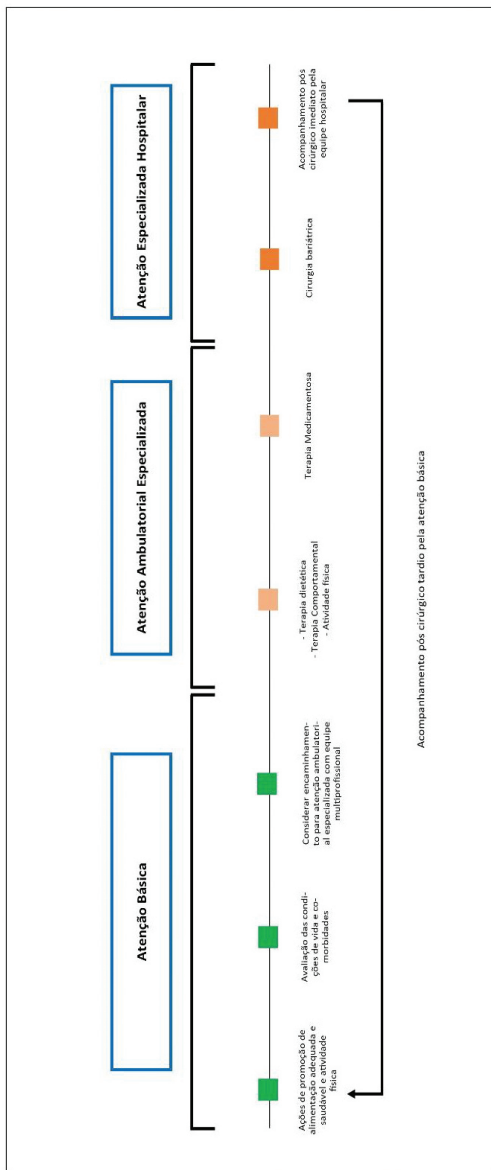 Atenção Básica
Atenção Ambulatorial Especializada
Atenção Especializada Hospitalar
Ações de promoção de
alimentação adequada e
saudável e atividade
física
Avaliação das condi-
ções de vida e co-
morbidades
Considerar encaminhamen-
to para atenção ambulatori-
al especializada com equipe
multiprofissional
- Terapia dietética
- Terapia Comportamental
- Atividade física
Terapia Medicamentosa
Cirurgia bariátrica
Acompanhamento pós
cirúrgico imediato pela
equipe hospitalar
Acompanhamento pós cirúrgico tardio pela atenção básica